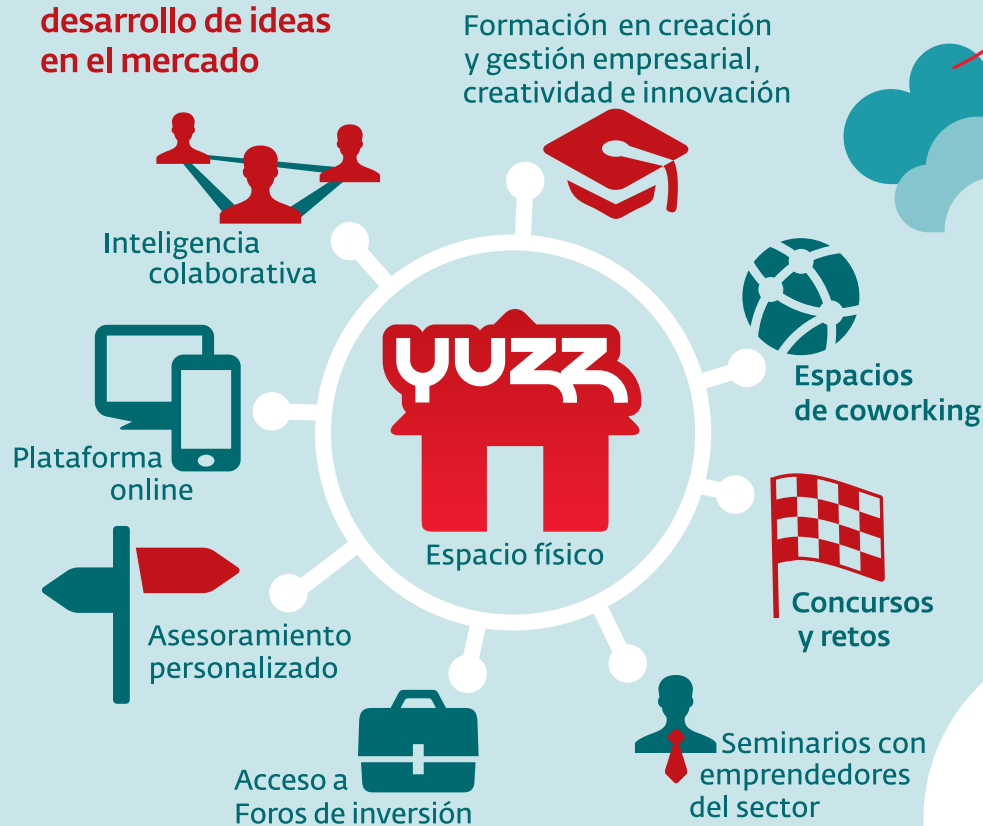 desarrollo de ideas
en el mercado
Formación en creación
y gestión empresarial,
creatividad e innovación
Inteligencia
colaborativa
yuzz
Espacio físico
Espacios
de coworking
Plataforma
online
Concursos
y retos
Asesoramiento
personalizado
Acceso a
Foros de inversión
Seminarios con
emprendedores
del sector